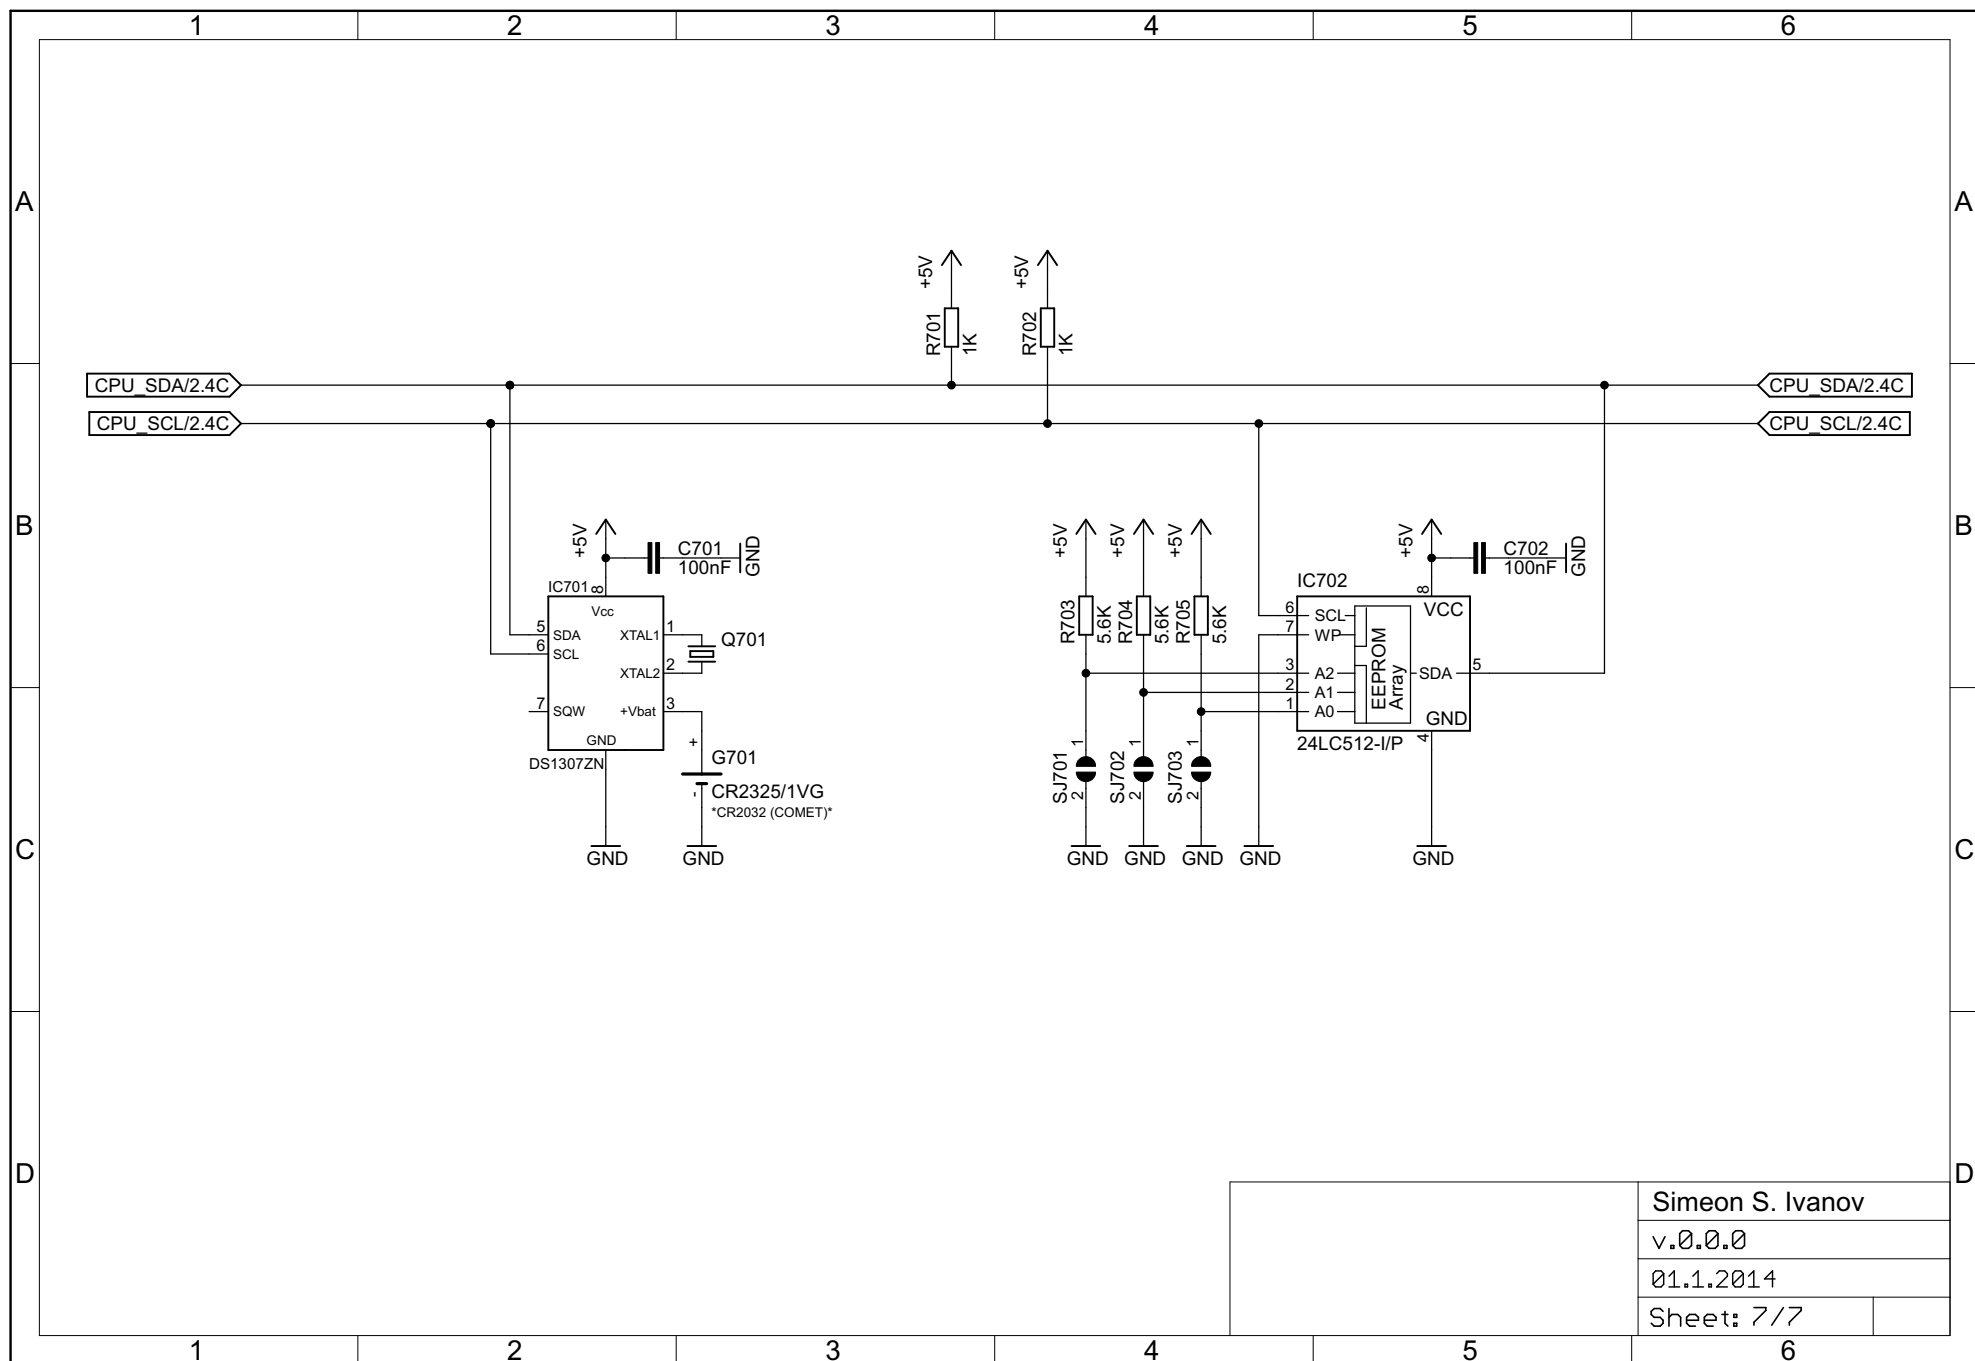 1 2 3 4 5 6
A A
+5V +5V
R701 1K R702 1K
CPU_SDA/2.4C CPU_SDA/2.4C
CPU_SCL/2.4C CPU_SCL/2.4C
B B
+5V
C701
100nF
GND
IC701
8
Vcc
5 SDA XTAL1 1
6 SCL
XTAL2 2
7 SQW +Vbat 3
GND
DS1307ZN
Q701
+
G701
-
CR2325/1VG
*CR2032 (COMET)*
GND GND
+5V +5V +5V
R703 5.6K R704 5.6K R705 5.6K
SJ701 1 2 SJ702 1 2 SJ703 1 2
GND GND GND GND
+5V
C702
100nF
GND
IC702
8
VCC
6 SCL
7 WP
3 A2
2 A1
1 A0
EEPROM
Array
SDA 5
GND
4
24LC512-I/P
GND
C C
D D
Simeon S. Ivanov
v.0.0.0
01.1.2014
Sheet: 7/7
1 2 3 4 5 6